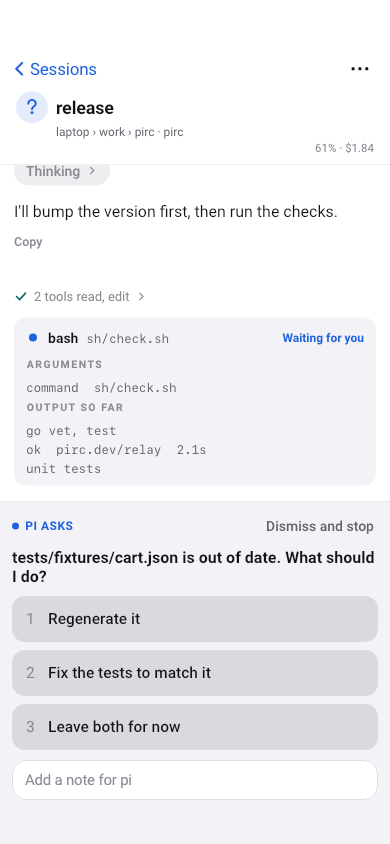 Sessions
?
release
laptop › work › pirc · pirc
61% · $1.84
Thinking
I'll bump the version first, then run the checks.
Copy
2 tools read, edit
bash sh/check.sh
Waiting for you
ARGUMENTS
command sh/check.sh
OUTPUT SO FAR
go vet, test
ok pirc.dev/relay 2.1s
unit tests
PI ASKS
Dismiss and stop
tests/fixtures/cart.json is out of date. What should
I do?
1 Regenerate it
2 Fix the tests to match it
3 Leave both for now
Add a note for pi